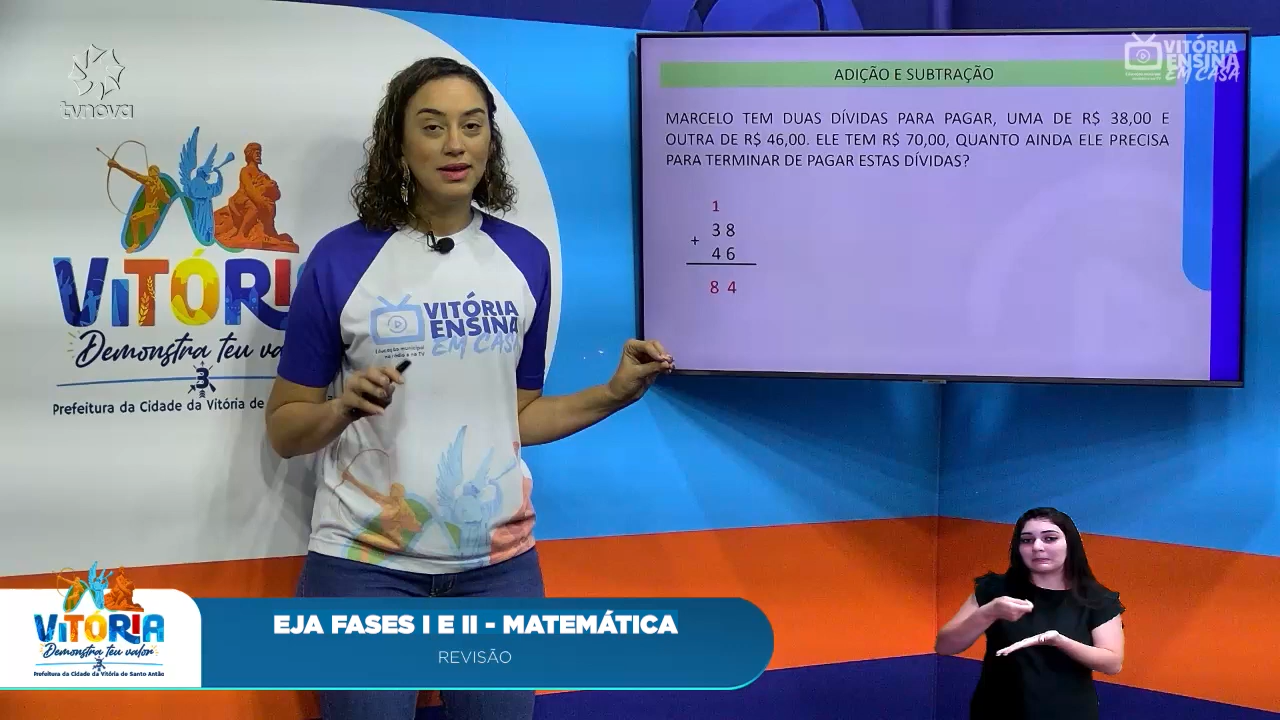 tvnova
VITÓRIA
Demonstra teu va
Prefeitura da Cidade da Vitória de
VITÓRIA
ENSINA
EM CASA
ADIÇÃO E SUBTRAÇÃO
VITÓRIA
ENSINA
EM CASA
MARCELO TEM DUAS DÍVIDAS PARA PAGAR, UMA DE R$ 38,00 E
OUTRA DE R$ 46,00. ELE TEM R$ 70,00, QUANTO AINDA ELE PRECISA
PARA TERMINAR DE PAGAR ESTAS DÍVIDAS?
1
38
+
46
84
VITÓRIA
Demonstra teu valor
Prefeitura da Cidade da Vitória de Santo Antão
EJA FASES I E II - MATEMÁTICA
REVISÃO